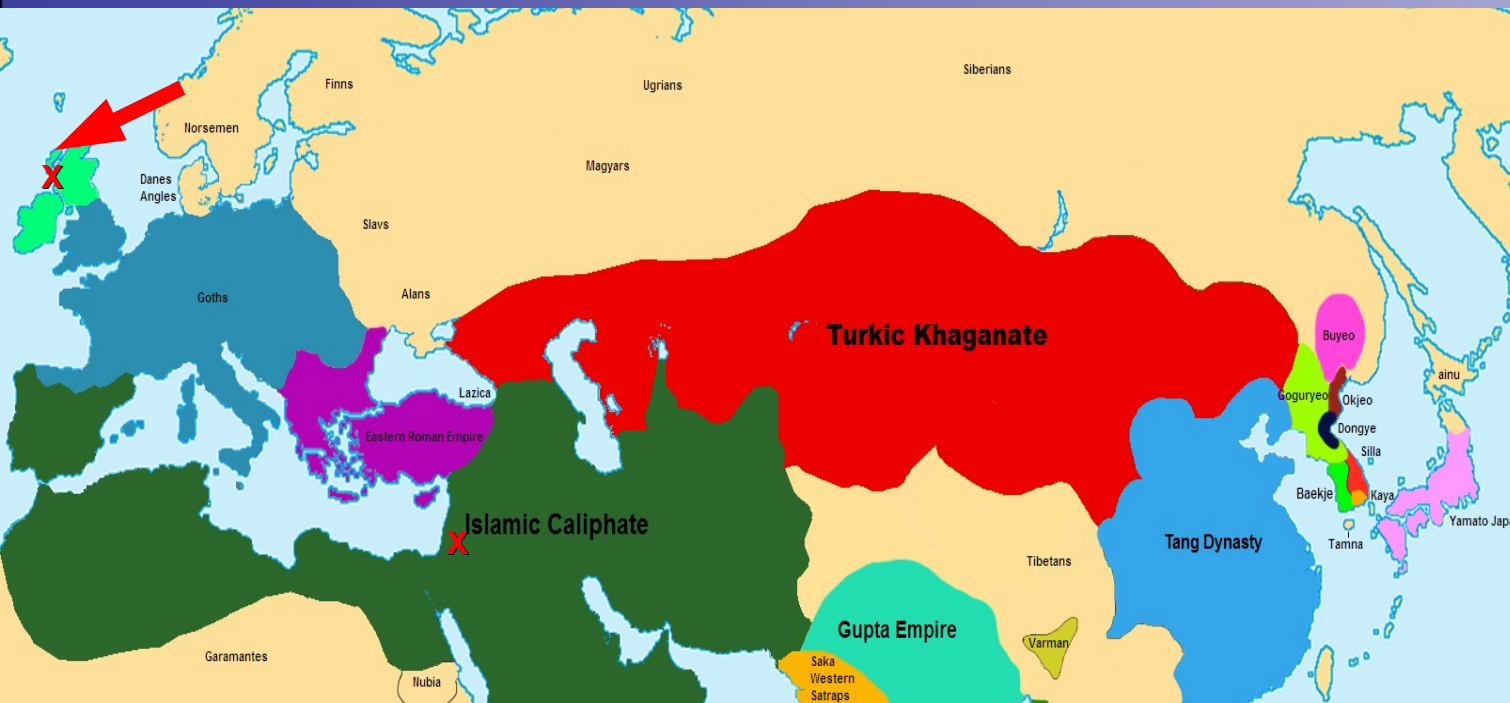 Siberians
Finns
Ugrians
Norsemen
Magyars
Danes
Angles
Slavs
Alans
Goths
Turkic Khaganate
Buyeo
Lazica
ainu
Goguryeo
Okjeo
Dongye
Eastern Roman Empire
Silla
Baekje
Kaya
X
X
Islamic Caliphate
Yamato Jap
Tang Dynasty
Tamna
Tibetans
Gupta Empire
Varman
Garamantes
Saka
Western
Satraps
Nubia